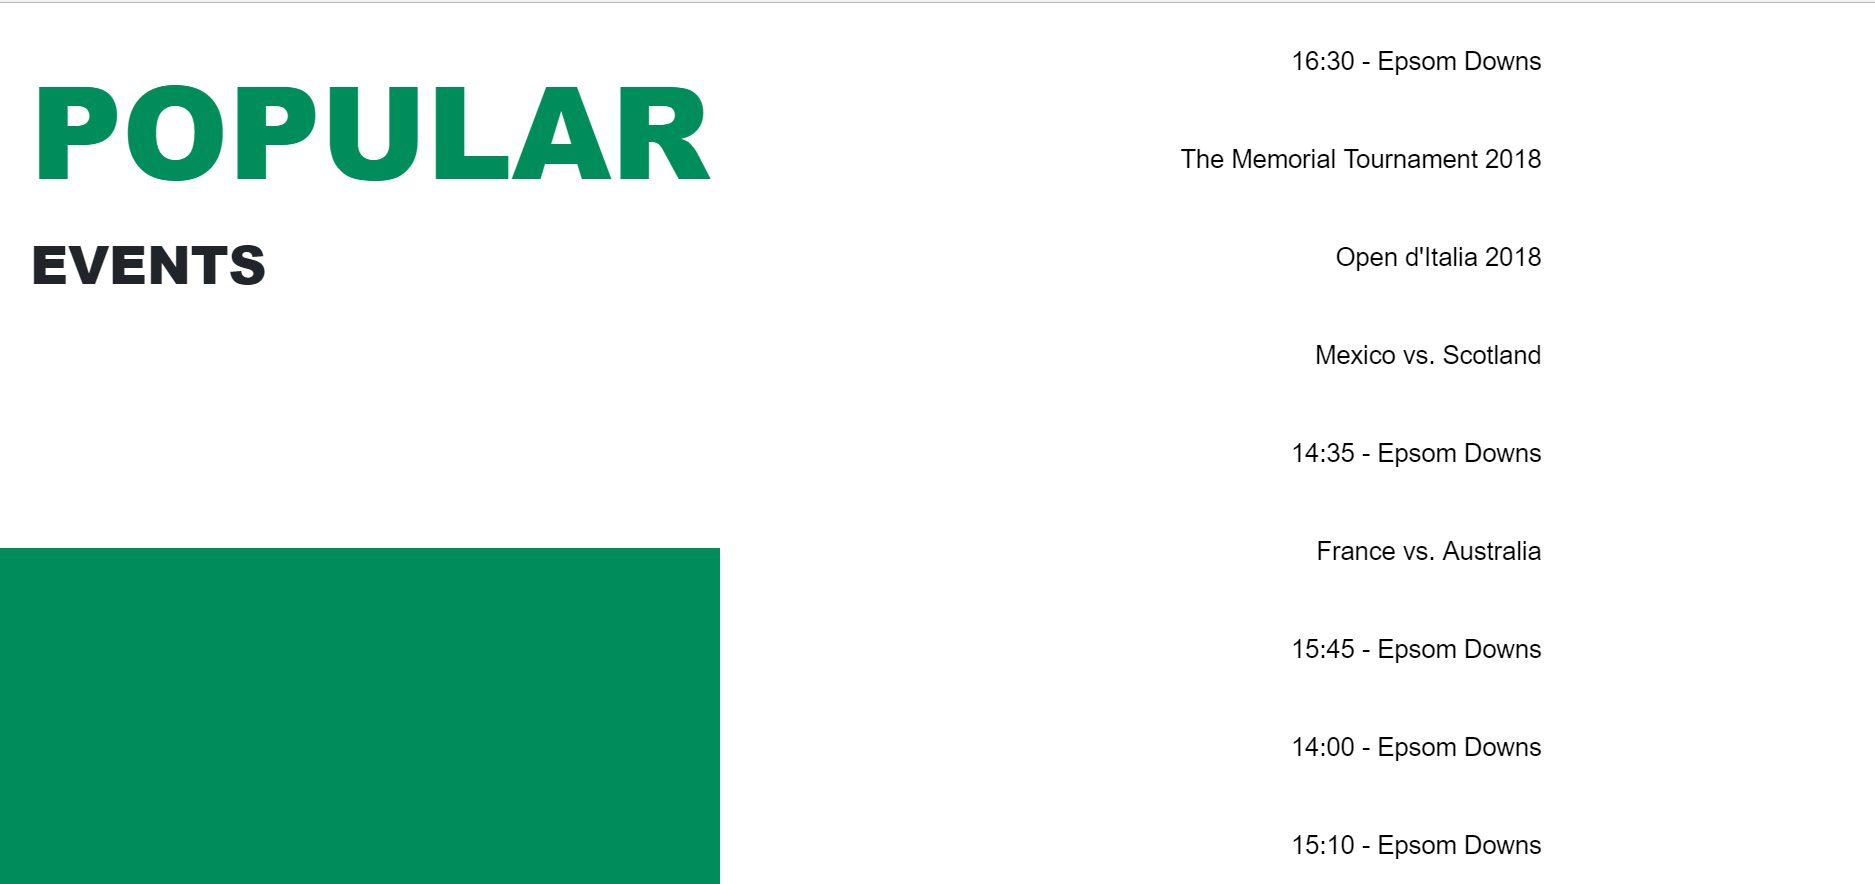 POPULAR
EVENTS
16:30 - Epsom Downs
The Memorial Tournament 2018
Open d'Italia 2018
Mexico vs. Scotland
14:35 - Epsom Downs
France vs. Australia
15:45 - Epsom Downs
14:00 - Epsom Downs
15:10 - Epsom Downs